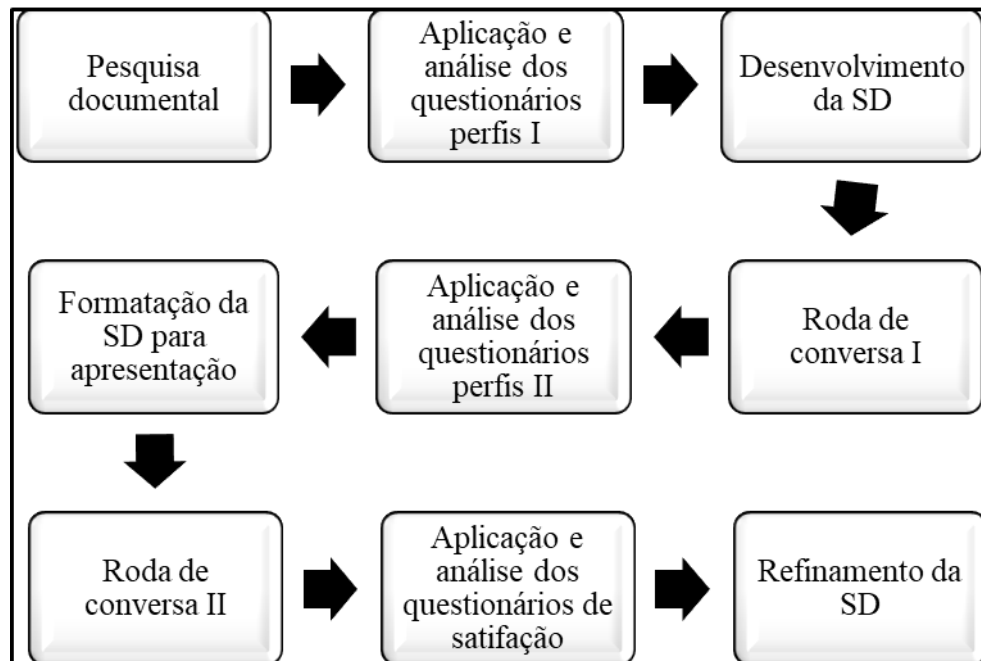 Pesquisa
documental
Aplicação e
análise dos
questionários
perfis I
Desenvolvimento
da SD
Roda de
conversa I
Aplicação e
análise dos
questionários
perfis II
Formatação da
SD para
apresentação
Roda de
conversa II
Aplicação e
análise dos
questionários de
satifação
Refinamento da
SD